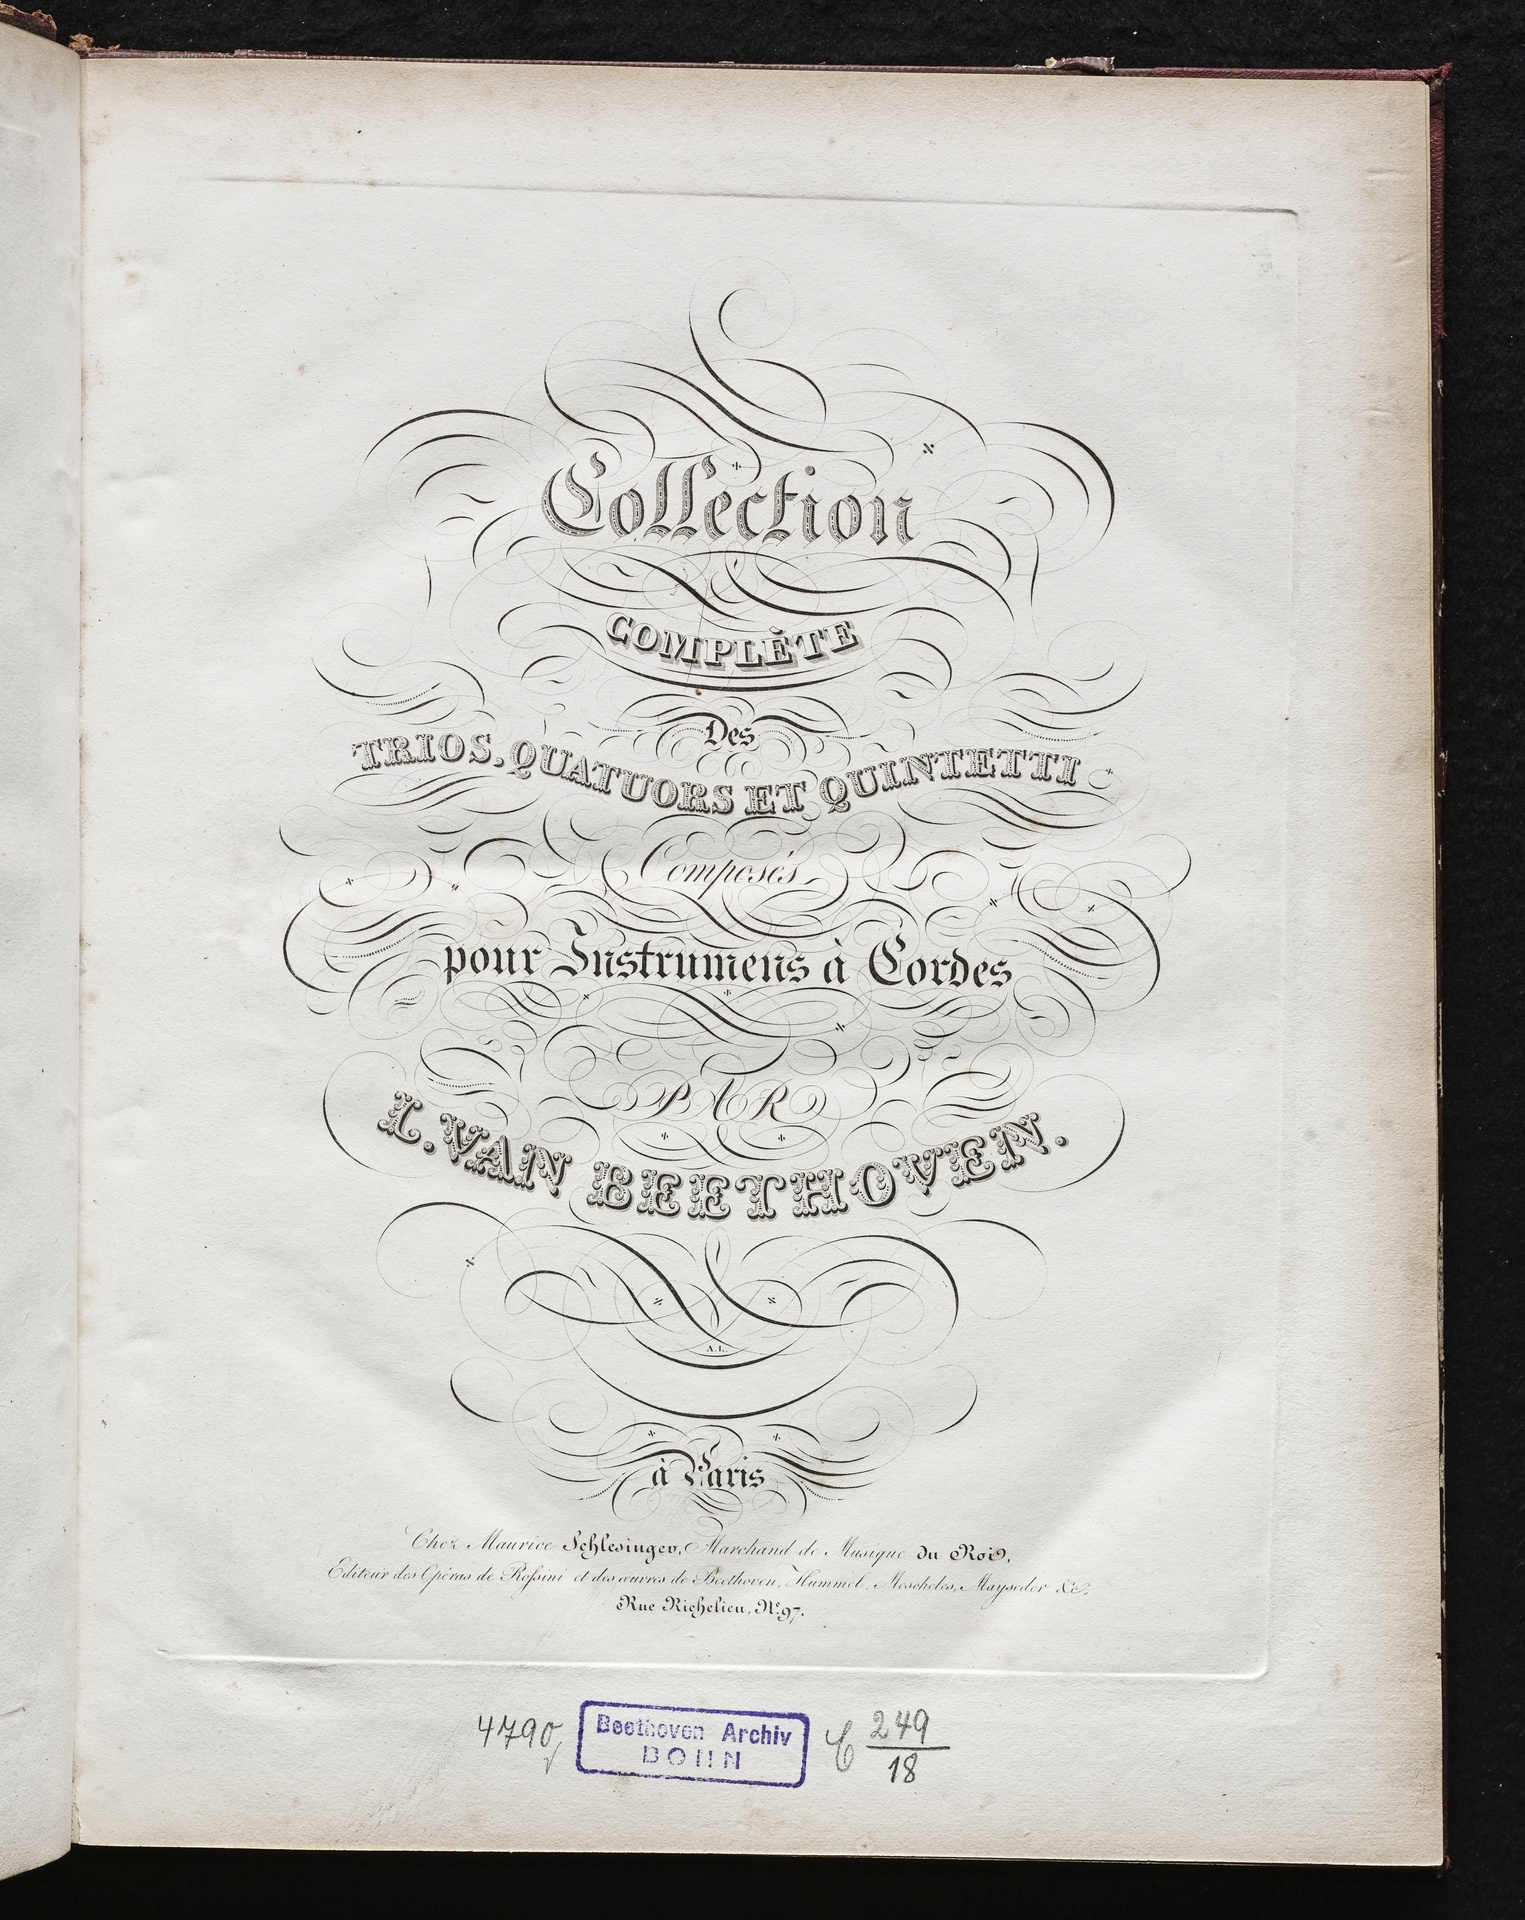 Collection
COMPLÈTE
Des
TRIOS, QUATUORS ET QUINTETTI
Composés
pour Instrumens à Cordes
PAR
L. VAN BEETHOVEN.
A.L.
à Paris
Chez Maurice Schlesinger, Marchand de Musique du Roi,
Editeur des Opéras de Rossini et des œuvres de Beethoven, Hummel, Moscheles, Mayseder &c.
Rue Richelieu, No. 97.
4790
Beethoven Archiv
BONN
C 249
18